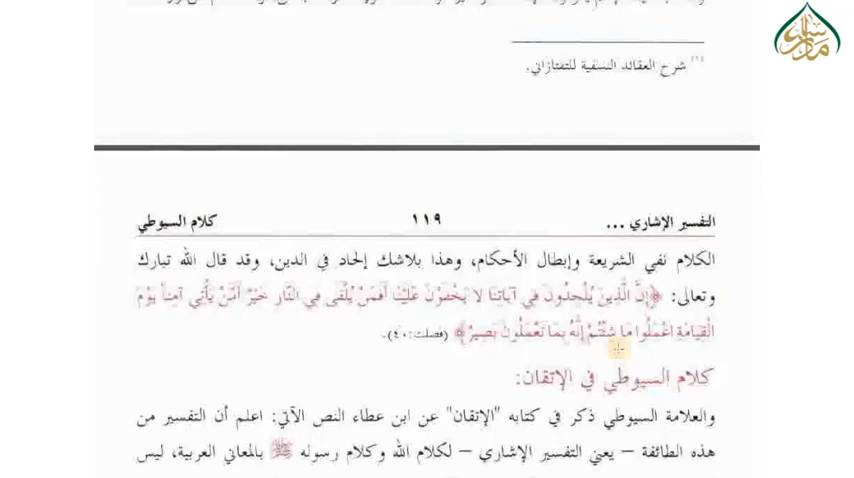 ٢١٢ شرح العقائد النسفية للتفتازاني.
التفسير الإشاري ... ١١٩ كلام السيوطي
الكلام نفي الشريعة وإبطال الأحكام، وهذا بلاشك إلحاد في الدين، وقد قال الله تبارك
وتعالى: ﴿إِنَّ الَّذِينَ يُلْحِدُونَ فِي آيَاتِنَا لَا يَخْفَوْنَ عَلَيْنَا أَفَمَنْ يُلْقَى فِي النَّارِ خَيْرٌ أَمْ مَنْ يَأْتِي آمِنًا يَوْمَ
الْقِيَامَةِ اعْمَلُوا مَا شِئْتُمْ إِنَّهُ بِمَا تَعْمَلُونَ بَصِيرٌ﴾ (فصلت:٤٠).
كلام السيوطي في الإتقان:
والعلامة السيوطي ذكر في كتابه "الإتقان" عن ابن عطاء النص الآتي: اعلم أن التفسير من
هذه الطائفة – يعني التفسير الإشاري – لكلام الله وكلام رسوله ﷺ بالمعاني العربية، ليس